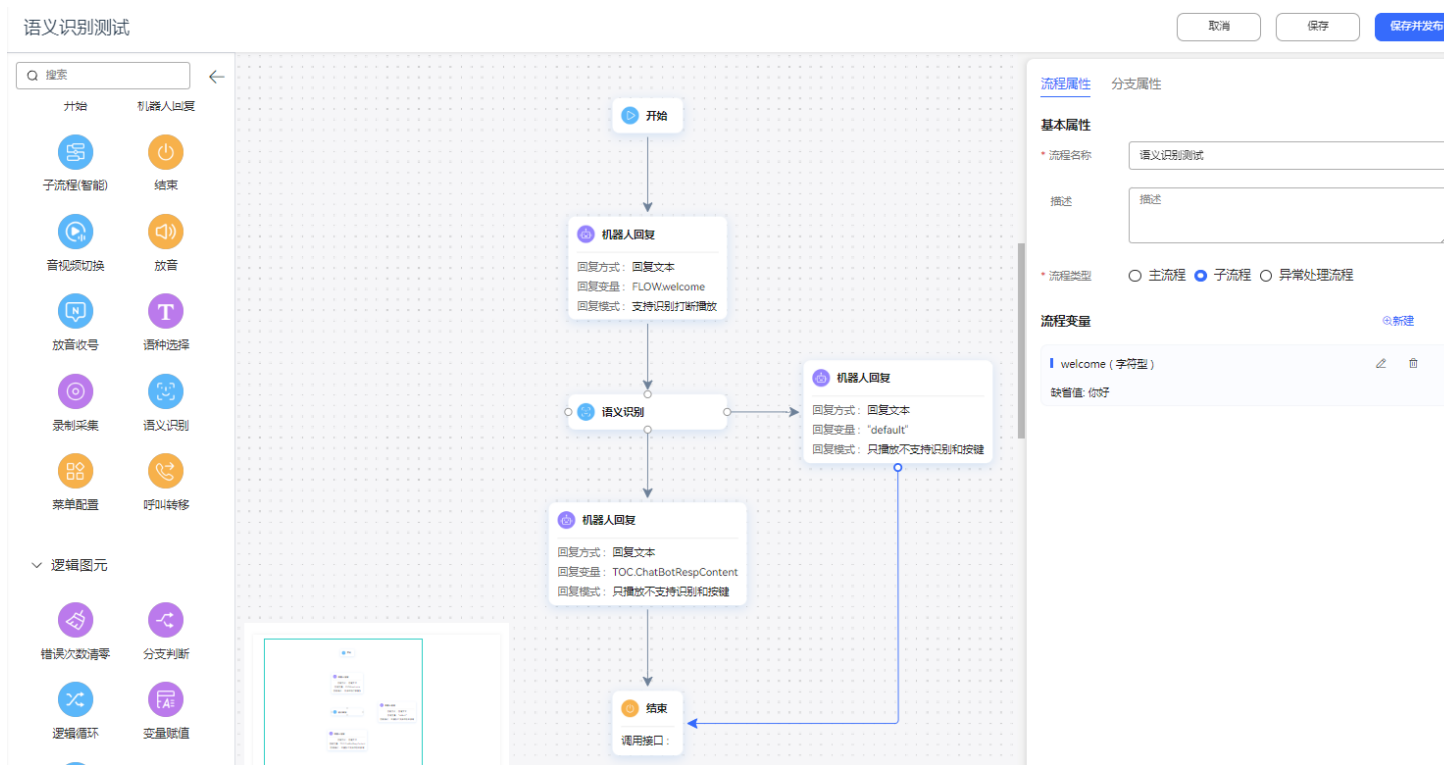 语义识别测试
取消
保存
保存并发布
搜索
开始
机器人回复
子流程(智能)
结束
音视频切换
放音
放音收号
语种选择
录制采集
语义识别
菜单配置
呼叫转移
逻辑图元
错误次数清零
分支判断
逻辑循环
变量赋值
开始
机器人回复
回复方式： 回复文本
回复变量： FLOW.welcome
回复模式： 支持识别打断播放
语义识别
机器人回复
回复方式： 回复文本
回复变量： "default"
回复模式： 只播放不支持识别和按键
机器人回复
回复方式： 回复文本
回复变量： TOC.ChatBotRespContent
回复模式： 只播放不支持识别和按键
结束
调用接口：
流程属性
分支属性
基本属性
* 流程名称
语义识别测试
描述
描述
* 流程类型
主流程
子流程
异常处理流程
流程变量
新建
welcome ( 字符型 )
缺省值: 你好